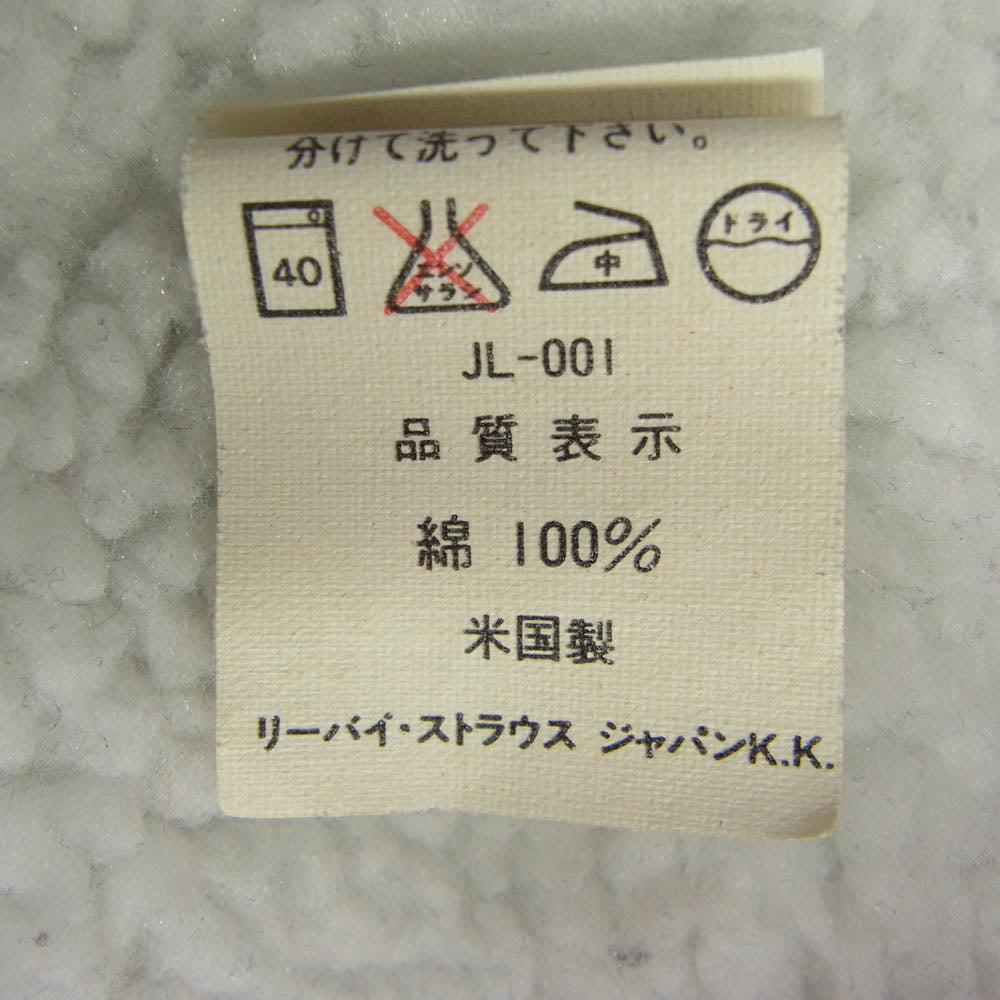 分けて洗って下さい。
40 エンソ サラシ 中 ドライ
JL-001
品質表示
綿 100%
米国製
リーバイ・ストラウス ジャパンK.K.